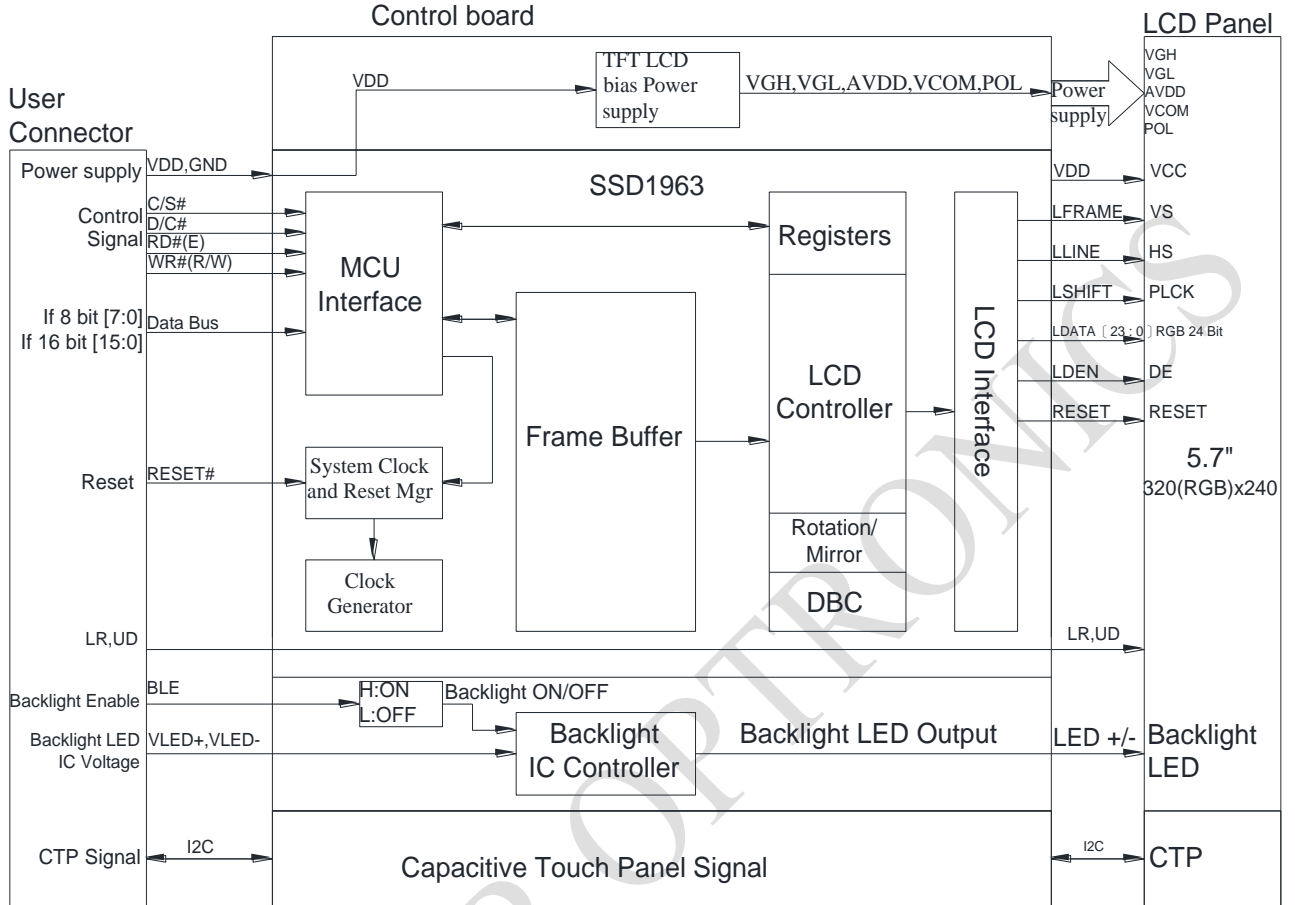 Control board
LCD Panel
User
Connector
VDD
TFT LCD
bias Power
supply
VGH,VGL,AVDD,VCOM,POL
Power
supply
VGH
VGL
AVDD
VCOM
POL
Power supply
VDD,GND
SSD1963
VDD
VCC
Control
Signal
C/S#
D/C#
RD#(E)
WR#(R/W)
MCU
Interface
Registers
LCD Interface
LFRAME
VS
LLINE
HS
LSHIFT
PLCK
LDATA〔23:0〕RGB 24 Bit
LDEN
DE
RESET
RESET
If 8 bit [7:0]
If 16 bit [15:0]
Data Bus
Frame Buffer
LCD
Controller
5.7"
320(RGB)x240
Reset
RESET#
System Clock
and Reset Mgr
Clock
Generator
Rotation/
Mirror
DBC
LR,UD
LR,UD
Backlight Enable
BLE
H:ON
L:OFF
Backlight ON/OFF
Backlight LED
IC Voltage
VLED+,VLED-
Backlight
IC Controller
Backlight LED Output
LED +/-
Backlight
LED
CTP Signal
I2C
Capacitive Touch Panel Signal
I2C
CTP
OPTRONICS